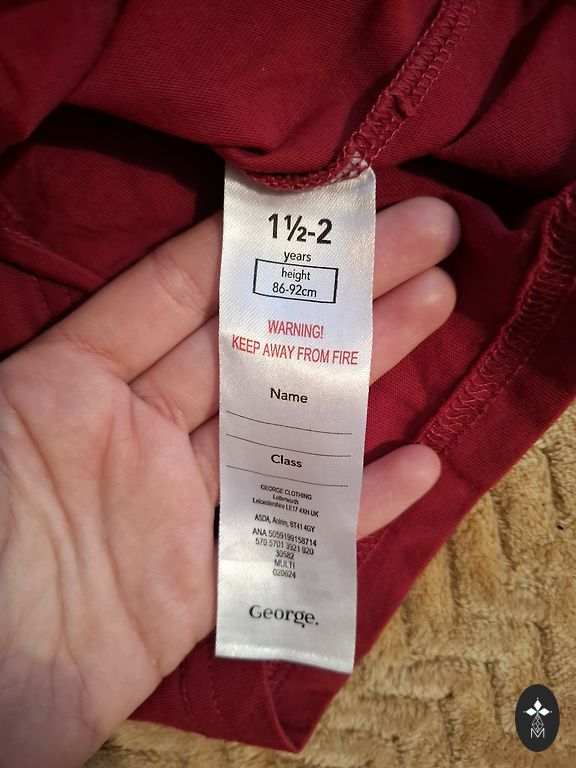 1½-2
years
height
86-92cm
WARNING!
KEEP AWAY FROM FIRE
Name
Class
GEORGE CLOTHING
Lutterworth
Leicestershire LE17 4XH UK
ASDA, Antrim, BT41 4GY
ANA 5059199158714
570 5701 3921 920
30582
MULTI
020624
George.
M